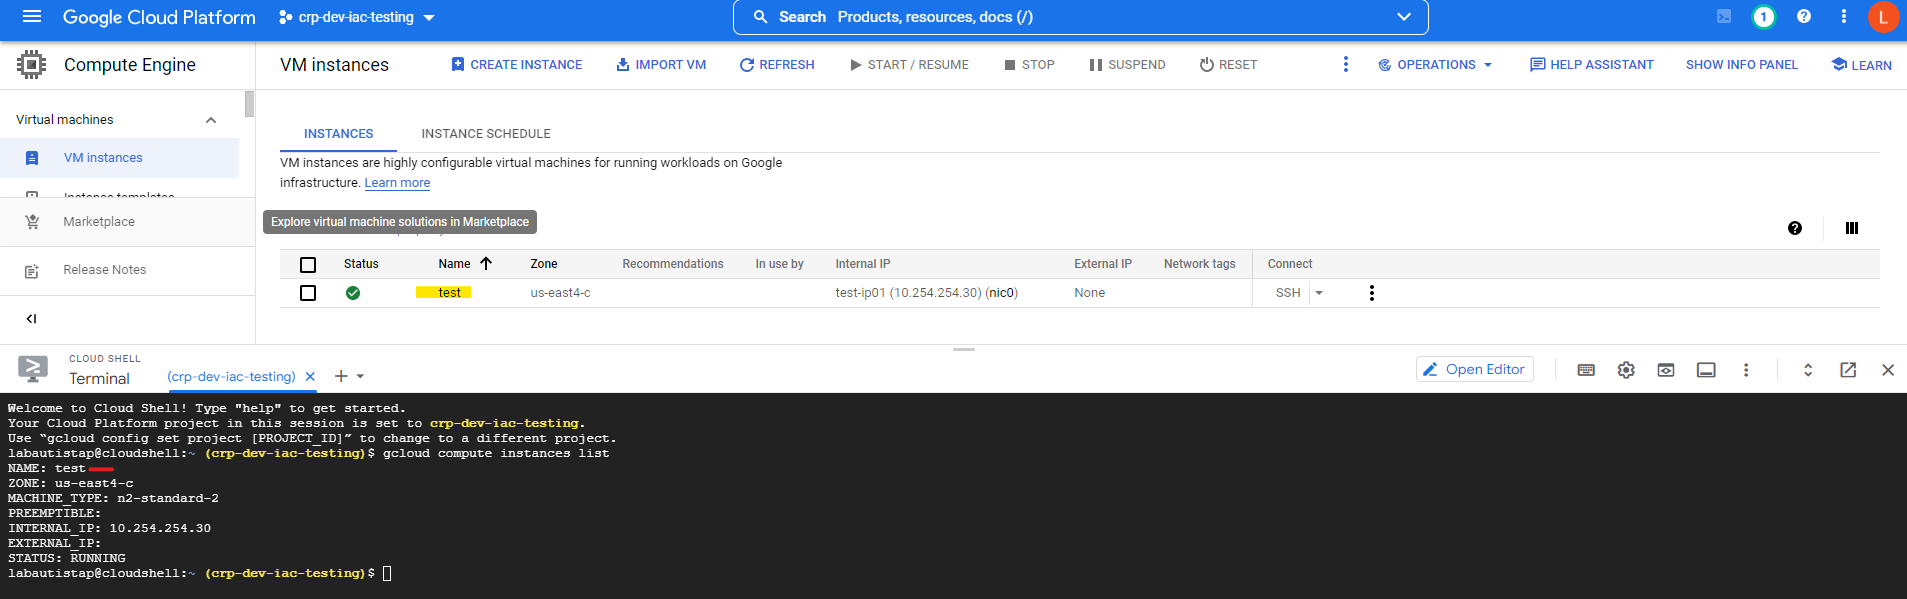 Google Cloud Platform
crp-dev-iac-testing
Search Products, resources, docs (/)
1
?
L
Compute Engine
VM instances
CREATE INSTANCE
IMPORT VM
REFRESH
START / RESUME
STOP
SUSPEND
RESET
OPERATIONS
HELP ASSISTANT
SHOW INFO PANEL
LEARN
Virtual machines
VM instances
Instance templates
Marketplace
Release Notes
INSTANCES
INSTANCE SCHEDULE
VM instances are highly configurable virtual machines for running workloads on Google
infrastructure. Learn more
Explore virtual machine solutions in Marketplace
?
Status Name Zone Recommendations In use by Internal IP External IP Network tags Connect
test us-east4-c test-ip01 (10.254.254.30) (nic0) None SSH
CLOUD SHELL
Terminal
(crp-dev-iac-testing)
Open Editor
Welcome to Cloud Shell! Type "help" to get started.
Your Cloud Platform project in this session is set to crp-dev-iac-testing.
Use “gcloud config set project [PROJECT_ID]” to change to a different project.
labautistap@cloudshell:~ (crp-dev-iac-testing)$ gcloud compute instances list
NAME: test
ZONE: us-east4-c
MACHINE_TYPE: n2-standard-2
PREEMPTIBLE:
INTERNAL_IP: 10.254.254.30
EXTERNAL_IP:
STATUS: RUNNING
labautistap@cloudshell:~ (crp-dev-iac-testing)$